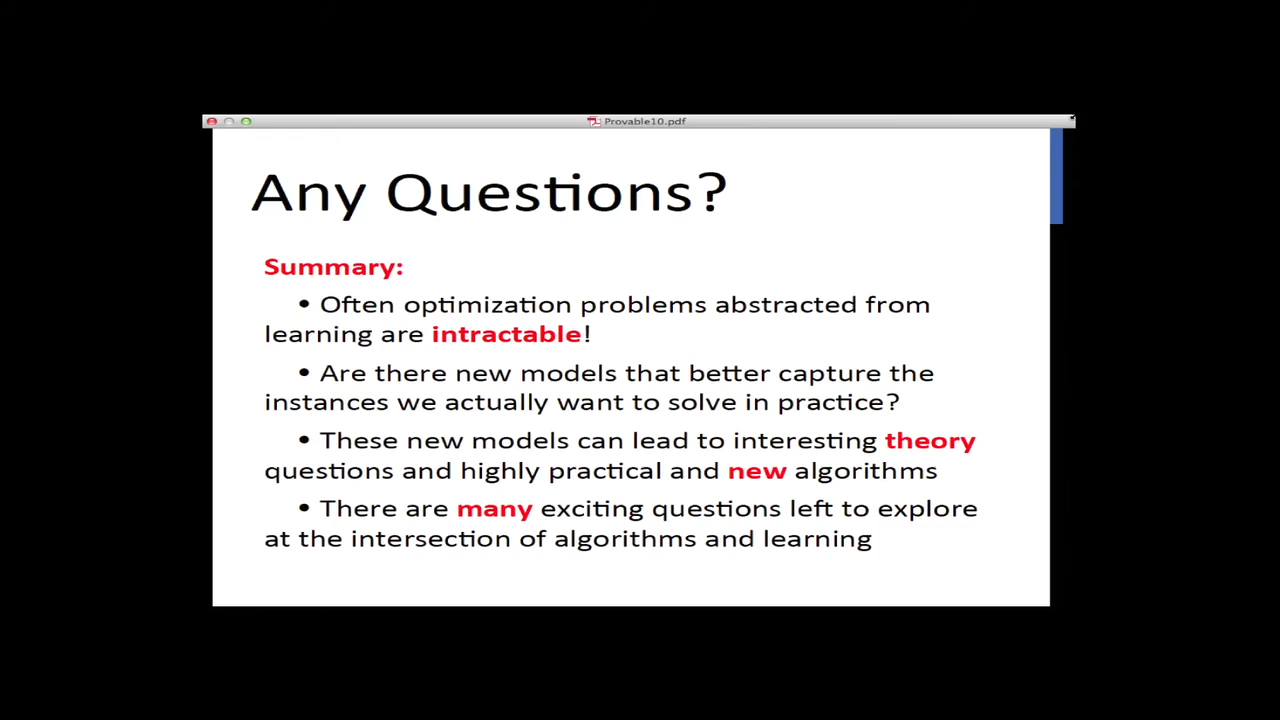 Provable10.pdf
Any Questions?
Summary:
• Often optimization problems abstracted from
learning are intractable!
• Are there new models that better capture the
instances we actually want to solve in practice?
• These new models can lead to interesting theory
questions and highly practical and new algorithms
• There are many exciting questions left to explore
at the intersection of algorithms and learning